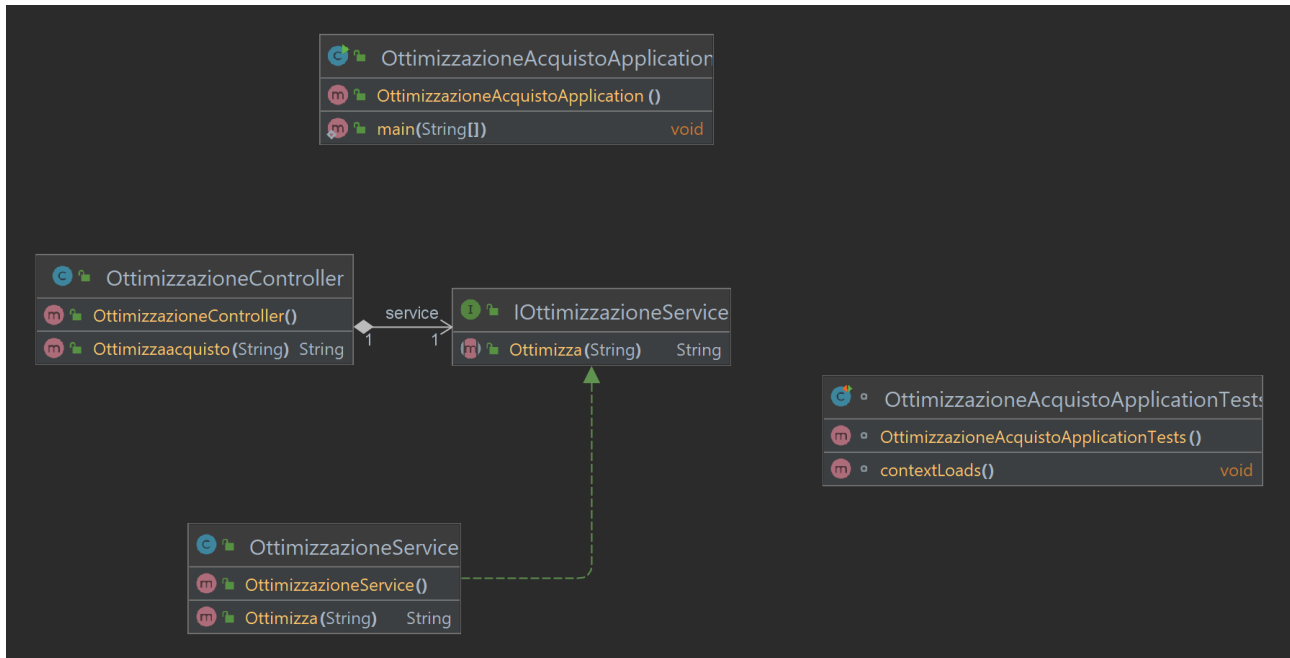 OttimizzazioneAcquistoApplication
OttimizzazioneAcquistoApplication ()
main(String[]) void
OttimizzazioneController
OttimizzazioneController()
Ottimizzaacquisto(String) String
service
1 1
IOttimizzazioneService
Ottimizza(String) String
OttimizzazioneAcquistoApplicationTests
OttimizzazioneAcquistoApplicationTests ()
contextLoads() void
OttimizzazioneService
OttimizzazioneService()
Ottimizza(String) String